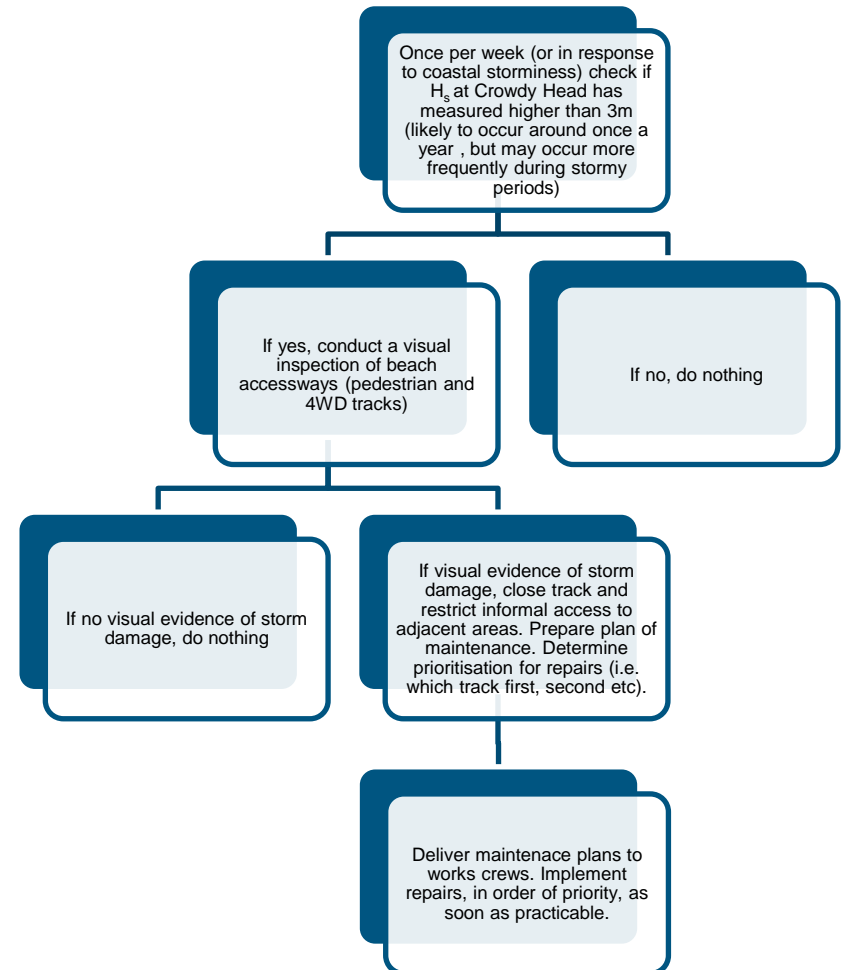 Once per week (or in response
to coastal storminess) check if
Hs at Crowdy Head has
measured higher than 3m
(likely to occur around once a
year , but may occur more
frequently during stormy
periods)
If yes, conduct a visual
inspection of beach
accessways (pedestrian and
4WD tracks)
If no, do nothing
If no visual evidence of storm
damage, do nothing
If visual evidence of storm
damage, close track and
restrict informal access to
adjacent areas. Prepare plan of
maintenance. Determine
prioritisation for repairs (i.e.
which track first, second etc).
Deliver maintenace plans to
works crews. Implement
repairs, in order of priority, as
soon as practicable.